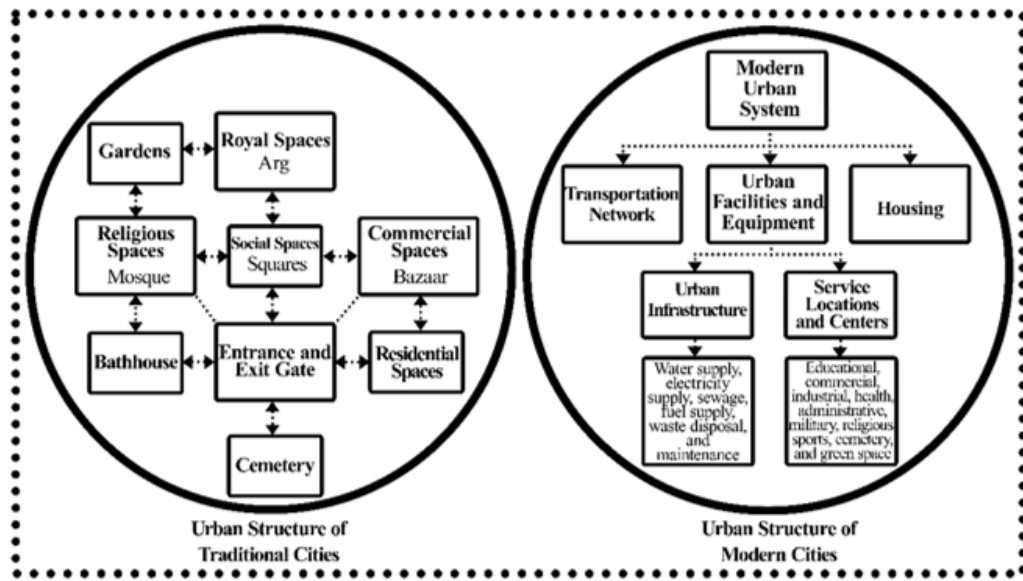 Gardens
Royal Spaces
Arg
Religious Spaces
Mosque
Social Spaces
Squares
Commercial Spaces
Bazaar
Bathhouse
Entrance and
Exit Gate
Residential
Spaces
Cemetery
Urban Structure of
Traditional Cities
Modern
Urban
System
Transportation
Network
Urban
Facilities and
Equipment
Housing
Urban
Infrastructure
Service
Locations
and Centers
Water supply,
electricity
supply, sewage,
fuel supply,
waste disposal,
and
maintenance
Educational,
commercial,
industrial, health,
administrative,
military, religious
sports, cemetery,
and green space
Urban Structure of
Modern Cities